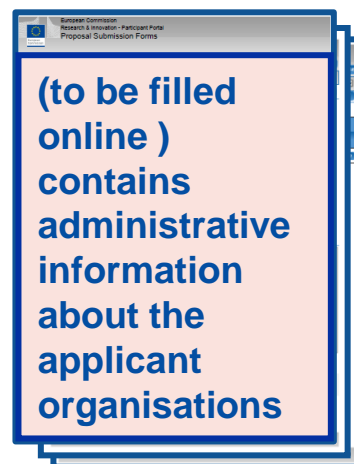 European Commission
Research & Innovation - Participant Portal
Proposal Submission Forms
(to be filled
online )
contains
administrative
information
about the
applicant
organisations